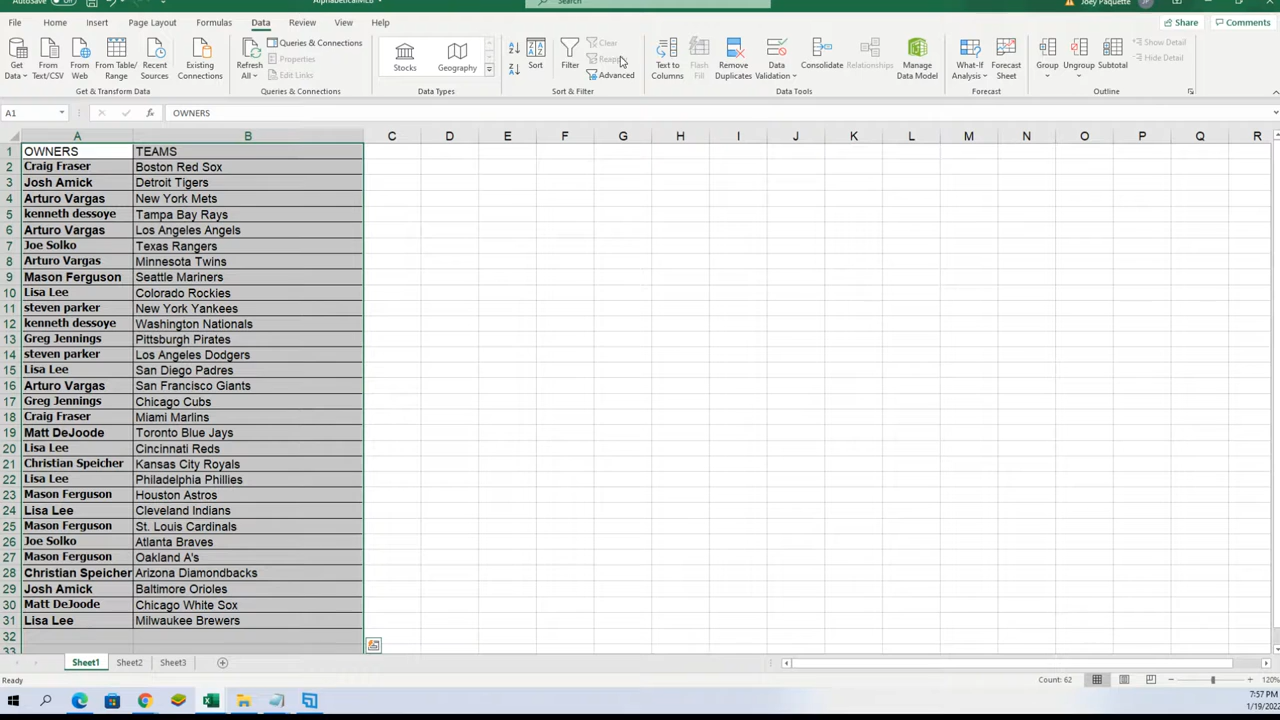 AutoSave
Search
Joey Paquette JP
File Home Insert Page Layout Formulas Data Review View Help Share Comments
Get Data From Text/CSV From Web From Table/Range Recent Sources Existing Connections
Refresh All Queries & Connections Properties Edit Links
Stocks Geography
Sort Filter Clear Advanced
Text to Columns Flash Fill Remove Duplicates Data Validation Consolidate Relationships Manage Data Model
What-If Analysis Forecast Sheet
Group Ungroup Subtotal Show Detail Hide Detail
Get & Transform Data Queries & Connections Data Types Sort & Filter Data Tools Forecast Outline
A1 fx OWNERS
A B C D E F G H I J K L M N O P Q R
1 OWNERS TEAMS
2 Craig Fraser Boston Red Sox
3 Josh Amick Detroit Tigers
4 Arturo Vargas New York Mets
5 kenneth dessoye Tampa Bay Rays
6 Arturo Vargas Los Angeles Angels
7 Joe Solko Texas Rangers
8 Arturo Vargas Minnesota Twins
9 Mason Ferguson Seattle Mariners
10 Lisa Lee Colorado Rockies
11 steven parker New York Yankees
12 kenneth dessoye Washington Nationals
13 Greg Jennings Pittsburgh Pirates
14 steven parker Los Angeles Dodgers
15 Lisa Lee San Diego Padres
16 Arturo Vargas San Francisco Giants
17 Greg Jennings Chicago Cubs
18 Craig Fraser Miami Marlins
19 Matt DeJoode Toronto Blue Jays
20 Lisa Lee Cincinnati Reds
21 Christian Speicher Kansas City Royals
22 Lisa Lee Philadelphia Phillies
23 Mason Ferguson Houston Astros
24 Lisa Lee Cleveland Indians
25 Mason Ferguson St. Louis Cardinals
26 Joe Solko Atlanta Braves
27 Mason Ferguson Oakland A's
28 Christian Speicher Arizona Diamondbacks
29 Josh Amick Baltimore Orioles
30 Matt DeJoode Chicago White Sox
31 Lisa Lee Milwaukee Brewers
32
33
Sheet1 Sheet2 Sheet3
Ready Count: 62 120%
7:57 PM
1/19/2022